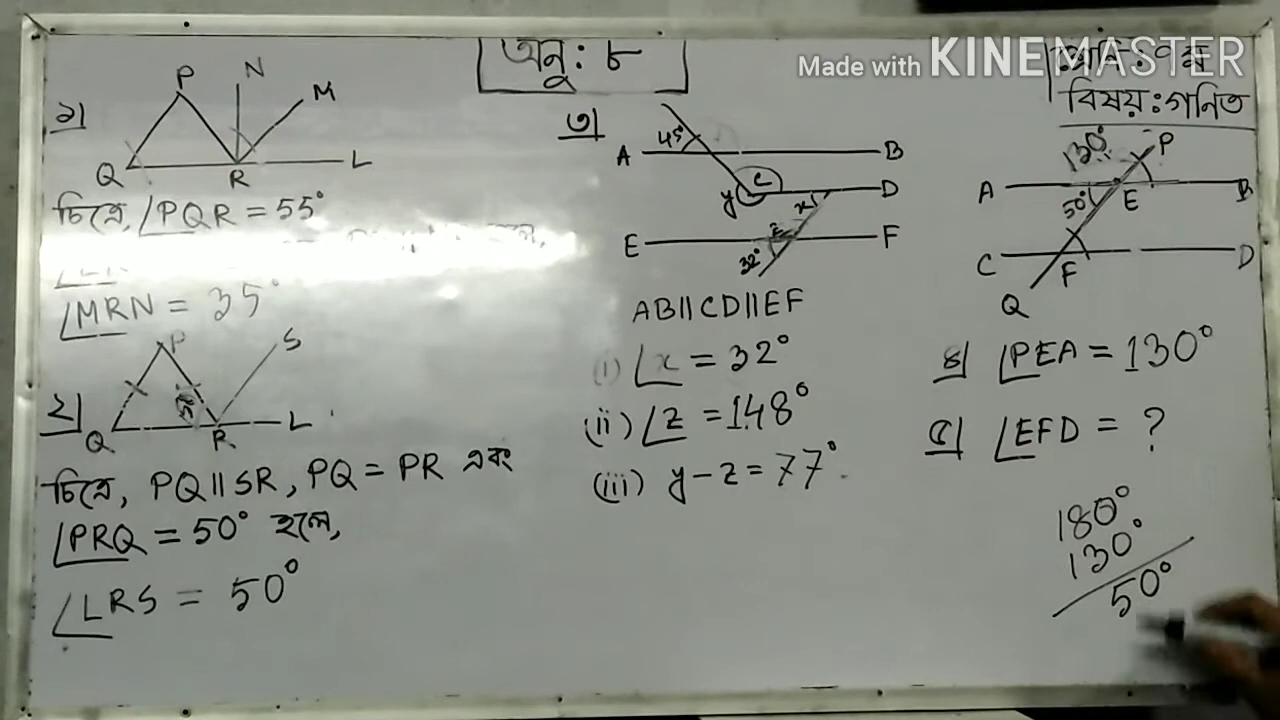 অনু: ৮
Made with KINEMASTER
শ্রেণি: ৭ম
বিষয়: গনিত
১।
P
N
M
Q
R
L
চিত্রে, ∠PQR = 55°
হলে,
∠MRN = 35°
২।
P
S
Q
R
L
চিত্রে, PQ || SR, PQ = PR এবং
∠PRQ = 50° হলে,
∠LRS = 50°
৩।
45°
A
B
C
y
D
x
z
E
F
32°
AB||CD||EF
(i) ∠x = 32°
(ii) ∠z = 148°
(iii) y - z = 77°
130°
P
A
B
50°
E
C
D
F
Q
৪। ∠PEA = 130°
৫। ∠EFD = ?
180°
130°
50°